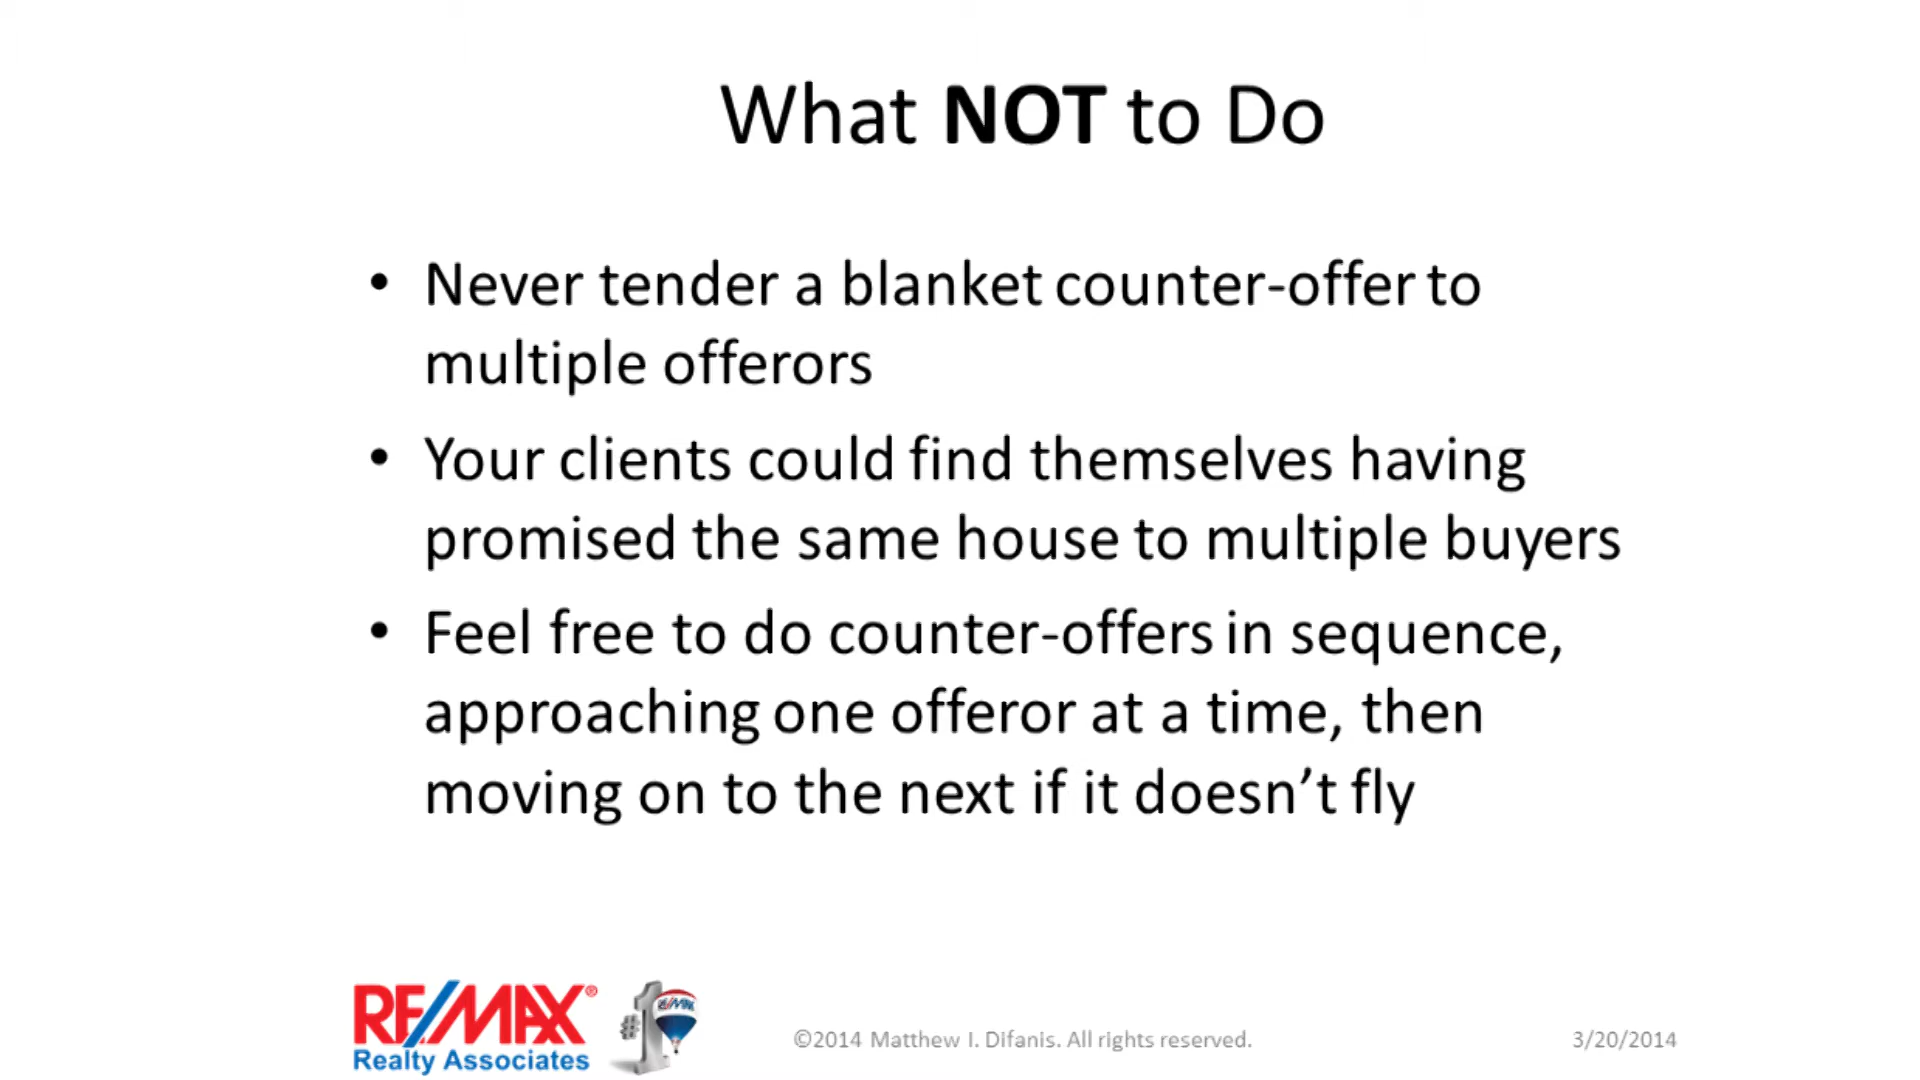 What NOT to Do
• Never tender a blanket counter-offer to
multiple offerors
• Your clients could find themselves having
promised the same house to multiple buyers
• Feel free to do counter-offers in sequence,
approaching one offeror at a time, then
moving on to the next if it doesn’t fly
RE/MAX®
Realty Associates
#1
RE/MAX
©2014 Matthew I. Difanis. All rights reserved.
3/20/2014